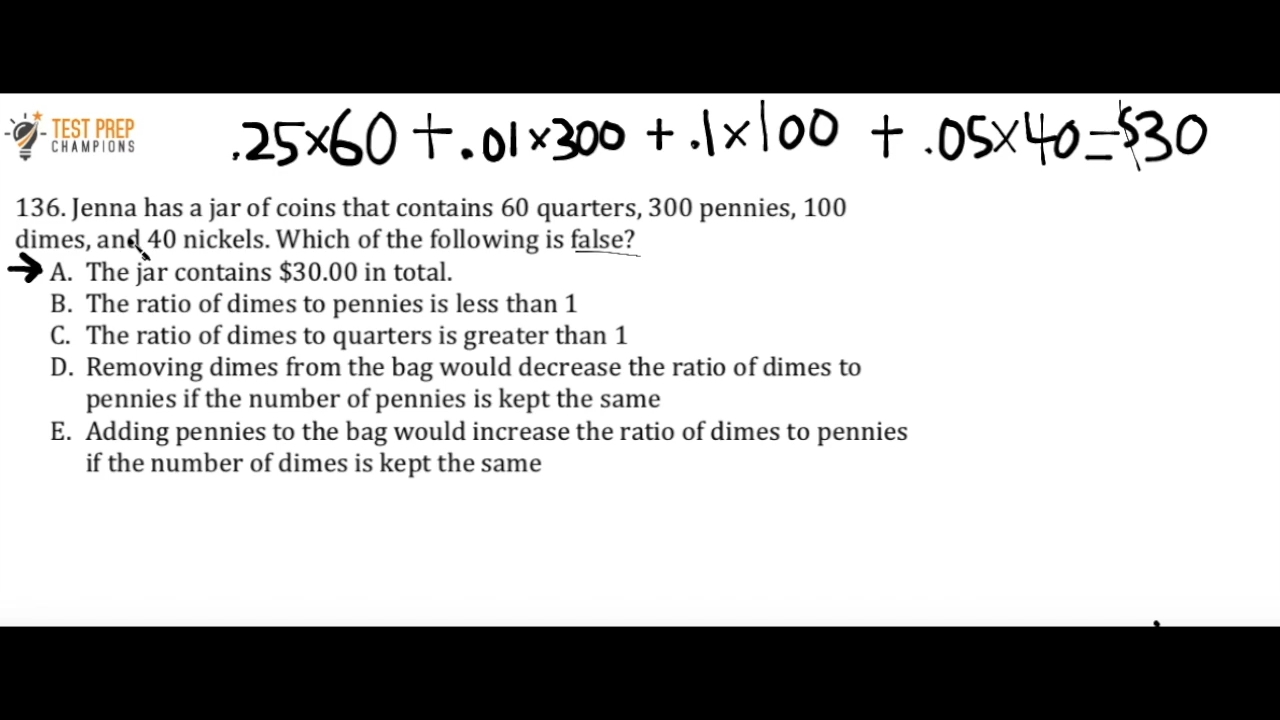 .25×60 + .01×300 + .1×100 + .05×40=$30
TEST PREP
CHAMPIONS
136. Jenna has a jar of coins that contains 60 quarters, 300 pennies, 100
dimes, and 40 nickels. Which of the following is false?
A. The jar contains $30.00 in total.
B. The ratio of dimes to pennies is less than 1
C. The ratio of dimes to quarters is greater than 1
D. Removing dimes from the bag would decrease the ratio of dimes to
pennies if the number of pennies is kept the same
E. Adding pennies to the bag would increase the ratio of dimes to pennies
if the number of dimes is kept the same